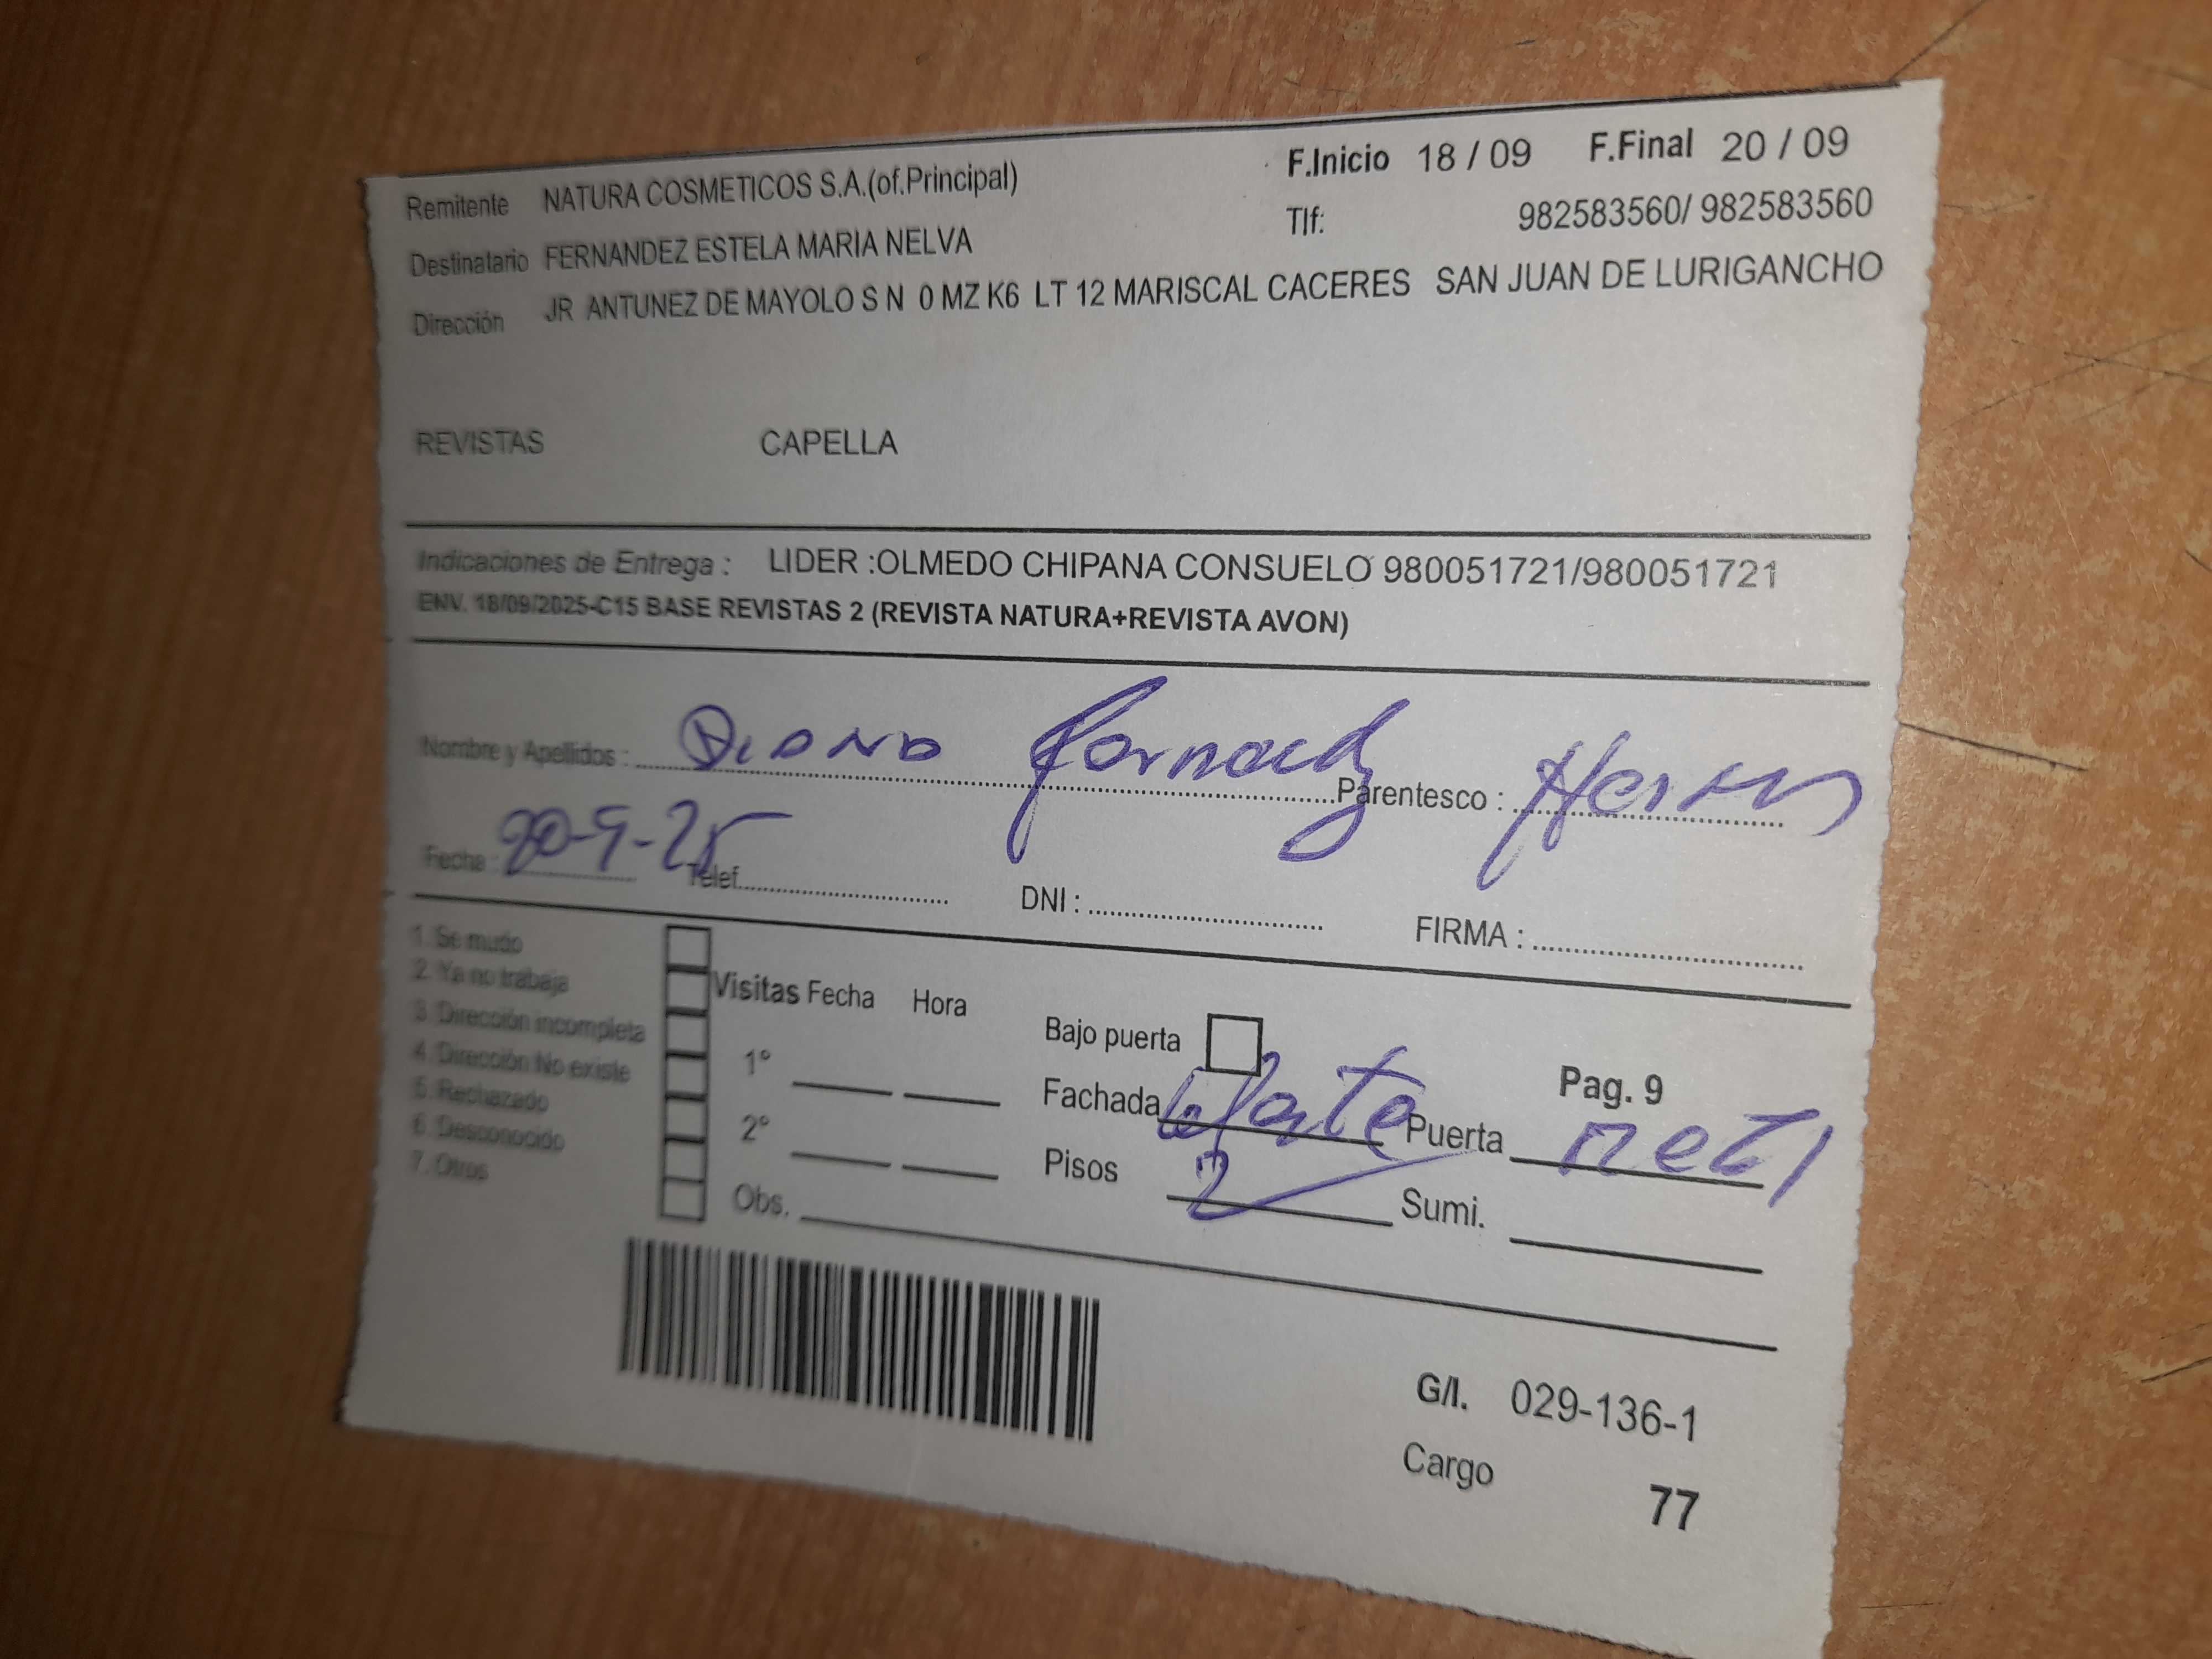 Remitente NATURA COSMETICOS S.A.(of.Principal) F.Inicio 18 / 09 F.Final 20 / 09
Destinatario FERNANDEZ ESTELA MARIA NELVA Tlf: 982583560/ 982583560
Dirección JR ANTUNEZ DE MAYOLO S N 0 MZ K6 LT 12 MARISCAL CACERES SAN JUAN DE LURIGANCHO
REVISTAS CAPELLA
Indicaciones de Entrega : LIDER :OLMEDO CHIPANA CONSUELO 980051721/980051721
ENV. 18/09/2025-C15 BASE REVISTAS 2 (REVISTA NATURA+REVISTA AVON)
Nombre y Apellidos : Diana Parentesco :
Fecha : 20-9-25 Telef. DNI : FIRMA :
1. Se mudo
2. Ya no trabaja
3. Dirección incompleta
4. Dirección No existe
5. Rechazado
6. Desconocido
7. Otros
Visitas Fecha Hora
1°
2°
Obs.
Bajo puerta
Fachada Puerta
Pisos 2 Sumi.
Pag. 9
G/I. 029-136-1
Cargo 77